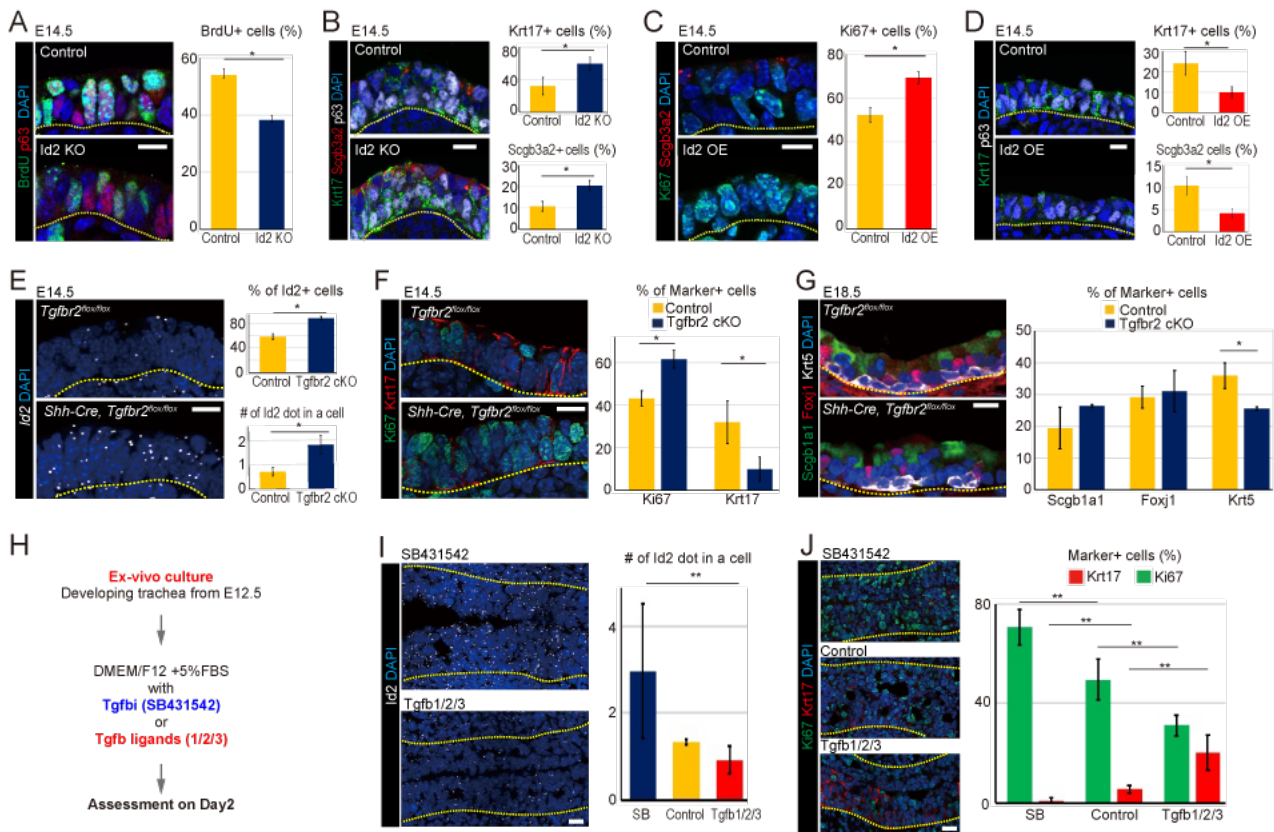 A
E14.5
Control
BrdU p63 DAPI
Id2 KO
BrdU+ cells (%)
*
60
40
20
0
Control
Id2 KO
B
E14.5
Control
Krt17 Scgb3a2 p63 DAPI
Id2 KO
Krt17+ cells (%)
*
80
40
0
Control Id2 KO
Scgb3a2+ cells (%)
*
30
20
10
0
Control Id2 KO
C
E14.5
Control
Ki67 Scgb3a2 DAPI
Id2 OE
Ki67+ cells (%)
*
80
60
40
20
0
Control
Id2 OE
D
E14.5
Control
Krt17 p63 DAPI
Id2 OE
Krt17+ cells (%)
*
30
20
10
0
Control Id2 OE
Scgb3a2 cells (%)
*
15
10
5
0
Control Id2 OE
E
E14.5
Tgfbr2flox/flox
Id2 DAPI
Shh-Cre, Tgfbr2flox/flox
% of Id2+ cells
*
80
40
0
Control Tgfbr2 cKO
# of Id2 dot in a cell
*
2
1
0
Control Tgfbr2 cKO
F
E14.5
Tgfbr2flox/flox
Ki67 Krt17 DAPI
Shh-Cre, Tgfbr2flox/flox
% of Marker+ cells
Control
Tgfbr2 cKO
*
*
60
40
20
0
Ki67
Krt17
G
E18.5
Tgfbr2flox/flox
Scgb1a1 Foxj1 Krt5 DAPI
Shh-Cre, Tgfbr2flox/flox
% of Marker+ cells
Control
Tgfbr2 cKO
*
50
40
30
20
10
0
Scgb1a1
Foxj1
Krt5
H
Ex-vivo culture
Developing trachea from E12.5
DMEM/F12 +5%FBS
with
Tgfbi (SB431542)
or
Tgfb ligands (1/2/3)
Assessment on Day2
I
SB431542
Id2 DAPI
Tgfb1/2/3
# of Id2 dot in a cell
**
4
2
0
SB Control Tgfb1/2/3
J
SB431542
Control
Ki67 Krt17 DAPI
Tgfb1/2/3
Marker+ cells (%)
Krt17
Ki67
**
**
**
**
80
40
0
SB
Control
Tgfb1/2/3